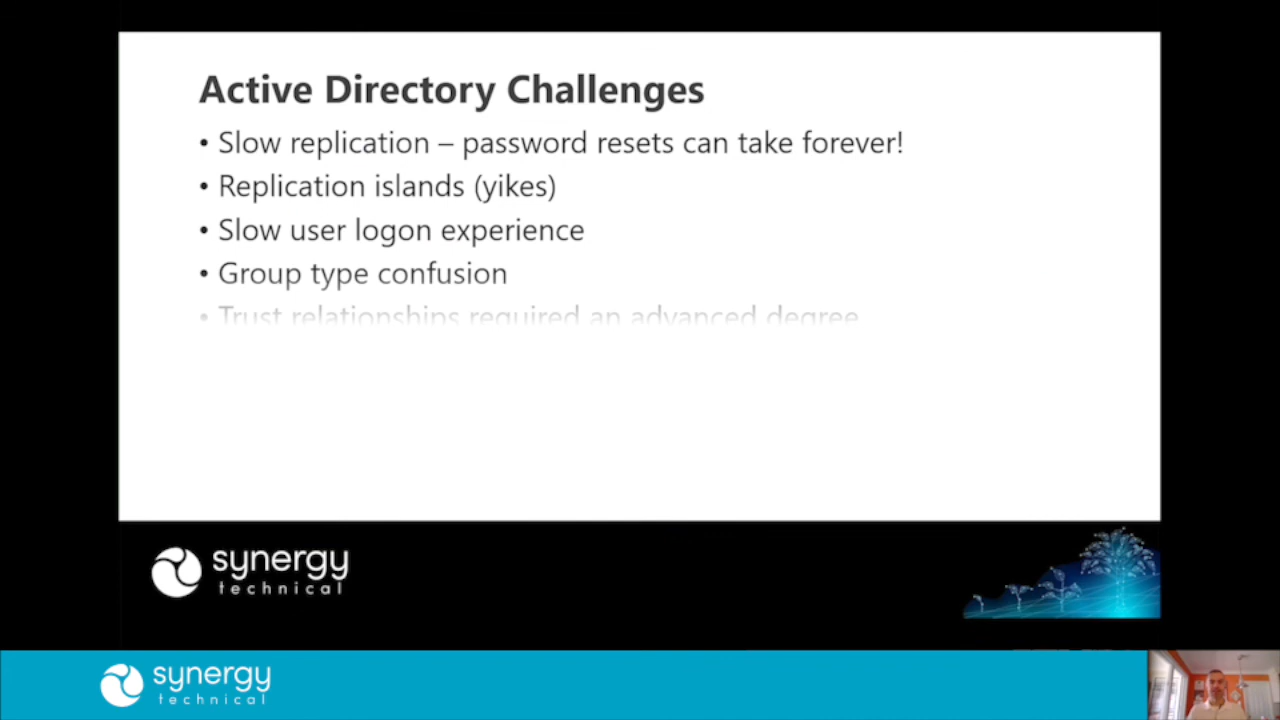 Active Directory Challenges
• Slow replication – password resets can take forever!
• Replication islands (yikes)
• Slow user logon experience
• Group type confusion
• Trust relationships required an advanced degree
synergy
technical
synergy
technical